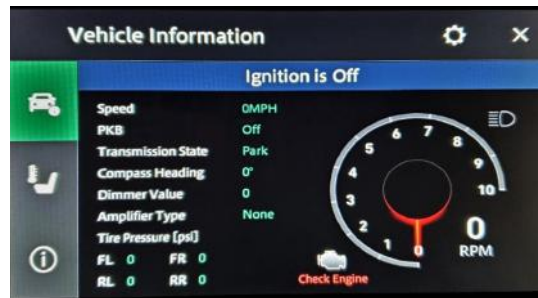 Vehicle Information
Ignition is Off
Speed 0MPH
PKB Off
Transmission State Park
Compass Heading 0°
Dimmer Value 0
Amplifier Type None
Tire Pressure [psi]
FL 0 FR 0
RL 0 RR 0
0 1 2 3 4 5 6 7 8 9 10
0
RPM
Check Engine